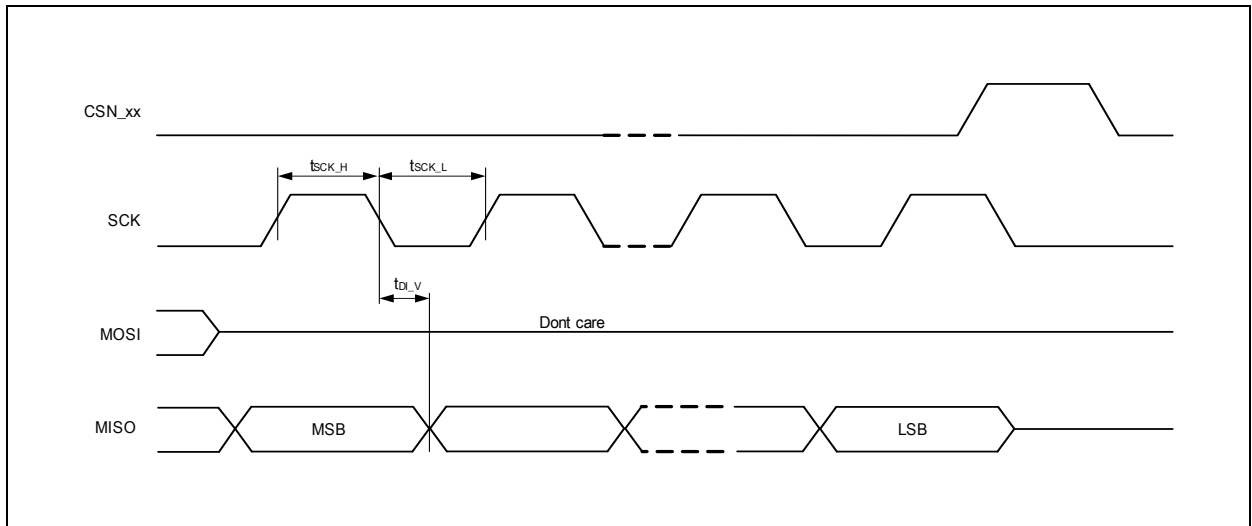 CSN_xx
tSCK_H
tSCK_L
SCK
tDI_V
MOSI
Dont care
MISO
MSB
LSB